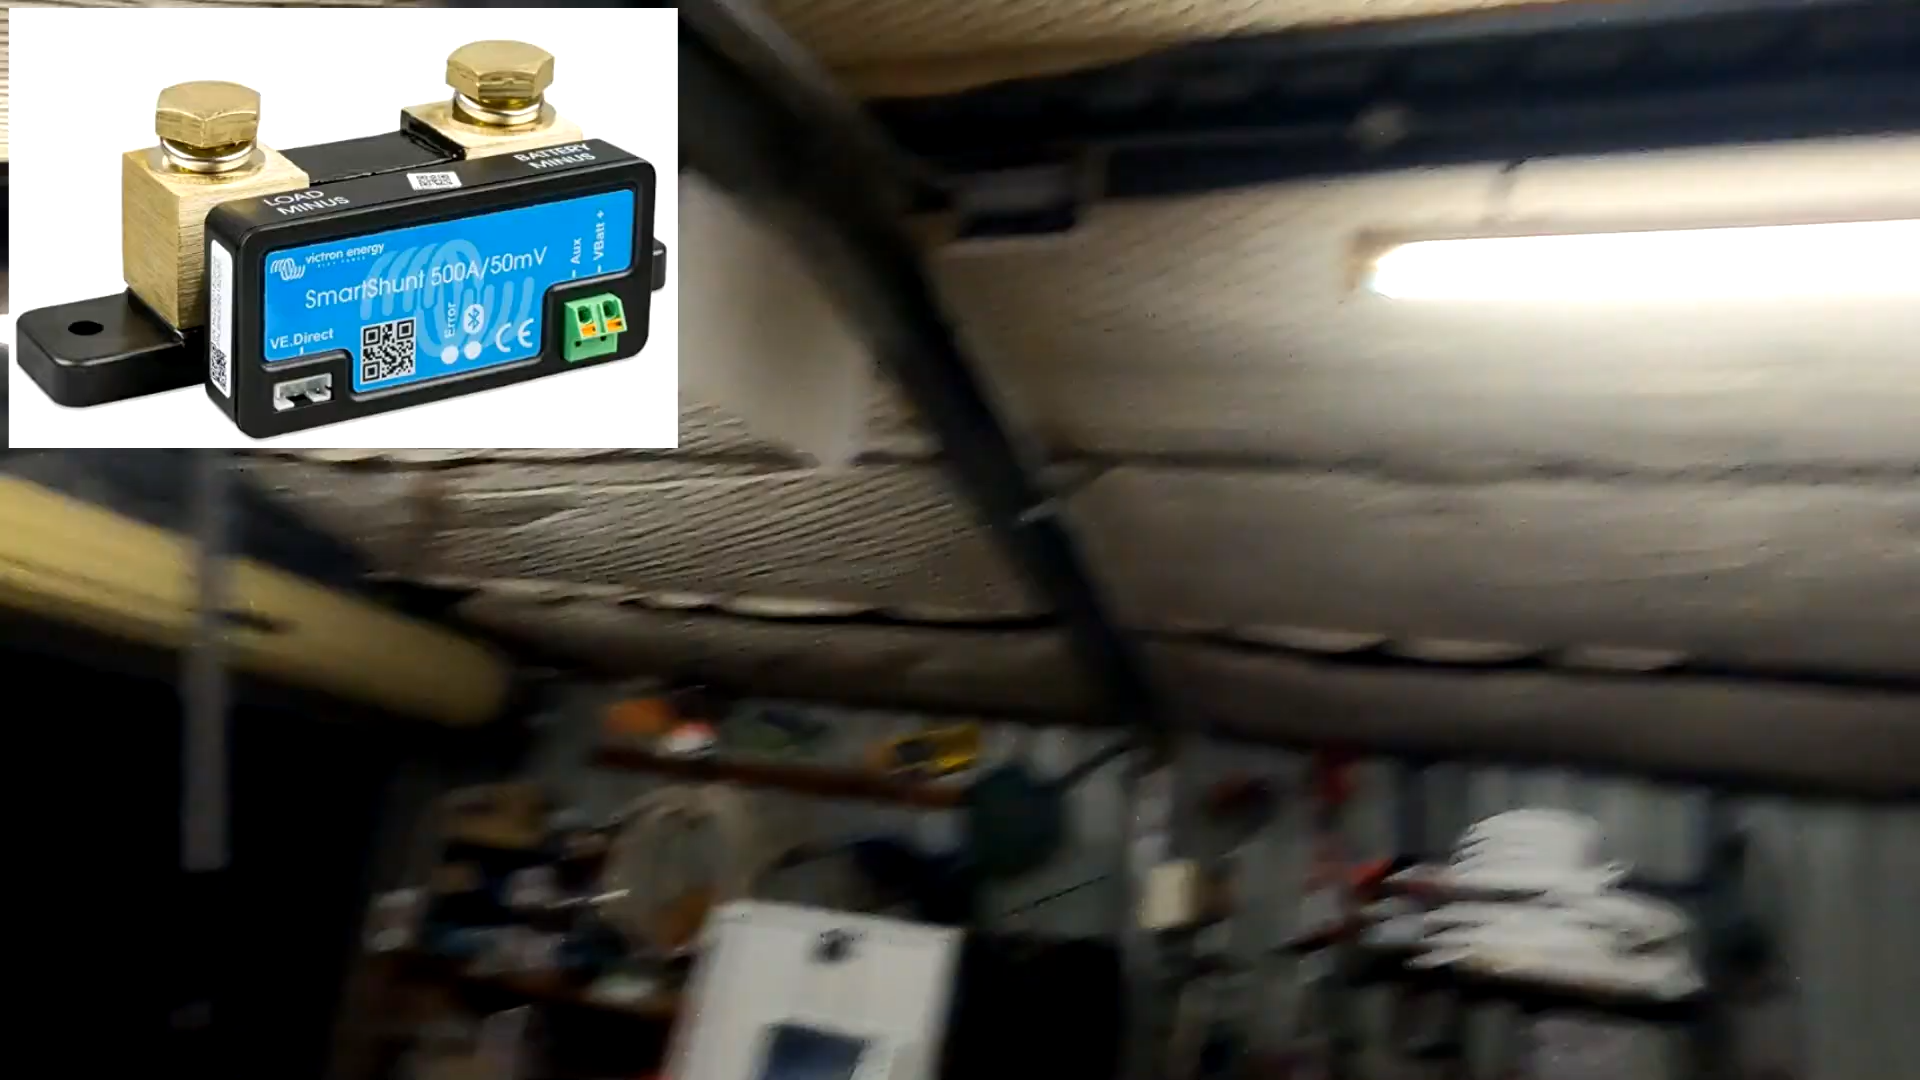 LOAD
MINUS
BATTERY
MINUS
victron energy
SmartShunt 500A/50mV
Aux
VBatt +
VE.Direct
Error
CE